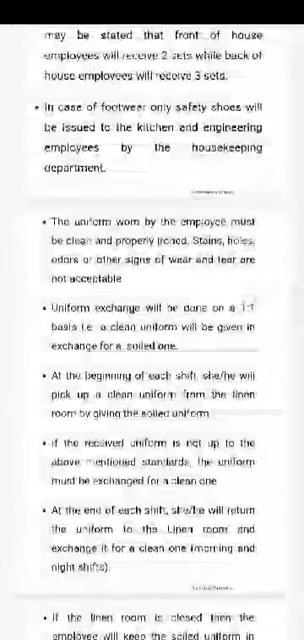 may be stated that front of house
employees will receive 2 sets while back of
house employees will receive 3 sets.
• In case of footwear only safety shoes will
be issued to the kitchen and engineering
employees by the housekeeping
department.
• The uniform worn by the employee must
be clean and properly ironed. Stains, holes,
odors or other signs of wear and tear are
not acceptable
• Uniform exchange will be done on a 1:1
basis i.e. a clean uniform will be given in
exchange for a soiled one.
• At the beginning of each shift, she/he will
pick up a clean uniform from the linen
room by giving the soiled uniform
• If the received uniform is not up to the
above mentioned standards, the uniform
must be exchanged for a clean one
• At the end of each shift, she/he will return
the uniform to the Linen room and
exchange it for a clean one (morning and
night shifts).
• If the linen room is closed then the
employee will keep the soiled uniform in